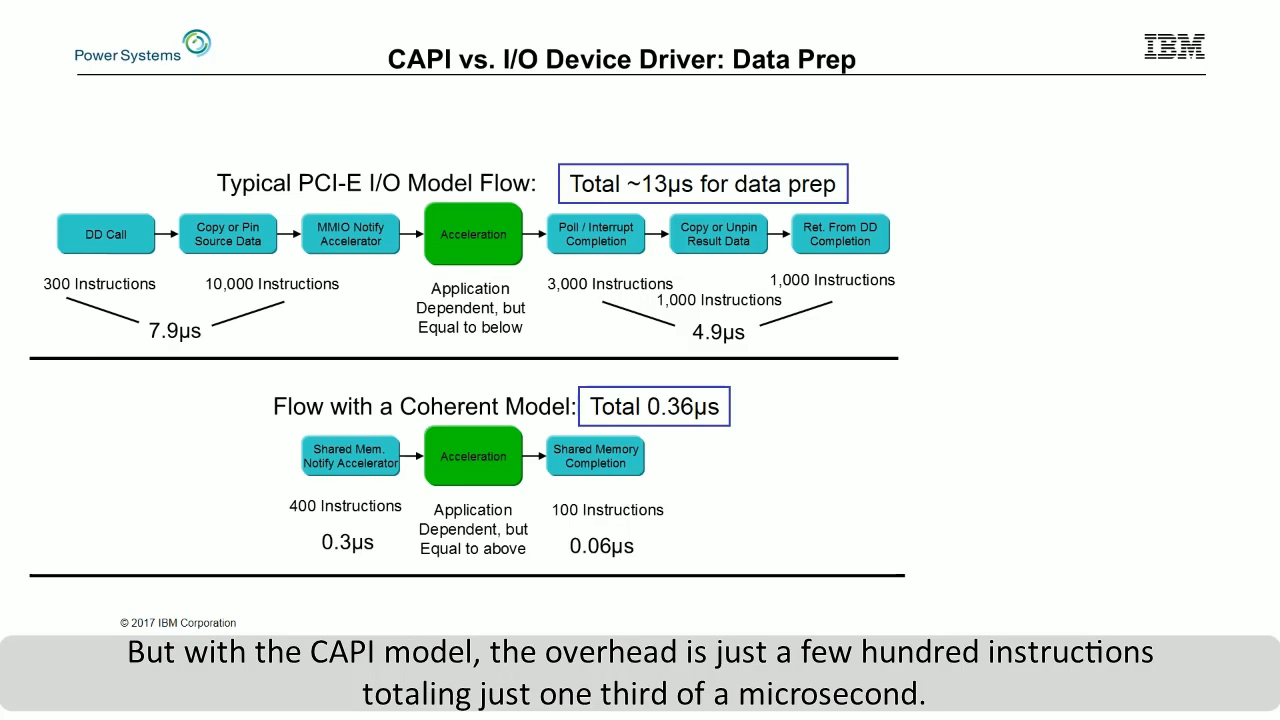 Power Systems
CAPI vs. I/O Device Driver: Data Prep
IBM
Typical PCI-E I/O Model Flow:
Total ~13µs for data prep
DD Call
Copy or Pin
Source Data
MMIO Notify
Accelerator
Acceleration
Poll / Interrupt
Completion
Copy or Unpin
Result Data
Ret. From DD
Completion
300 Instructions
10,000 Instructions
Application
Dependent, but
Equal to below
3,000 Instructions
1,000 Instructions
1,000 Instructions
7.9µs
4.9µs
Flow with a Coherent Model:
Total 0.36µs
Shared Mem.
Notify Accelerator
Acceleration
Shared Memory
Completion
400 Instructions
0.3µs
Application
Dependent, but
Equal to above
100 Instructions
0.06µs
© 2017 IBM Corporation
But with the CAPI model, the overhead is just a few hundred instructions
totaling just one third of a microsecond.